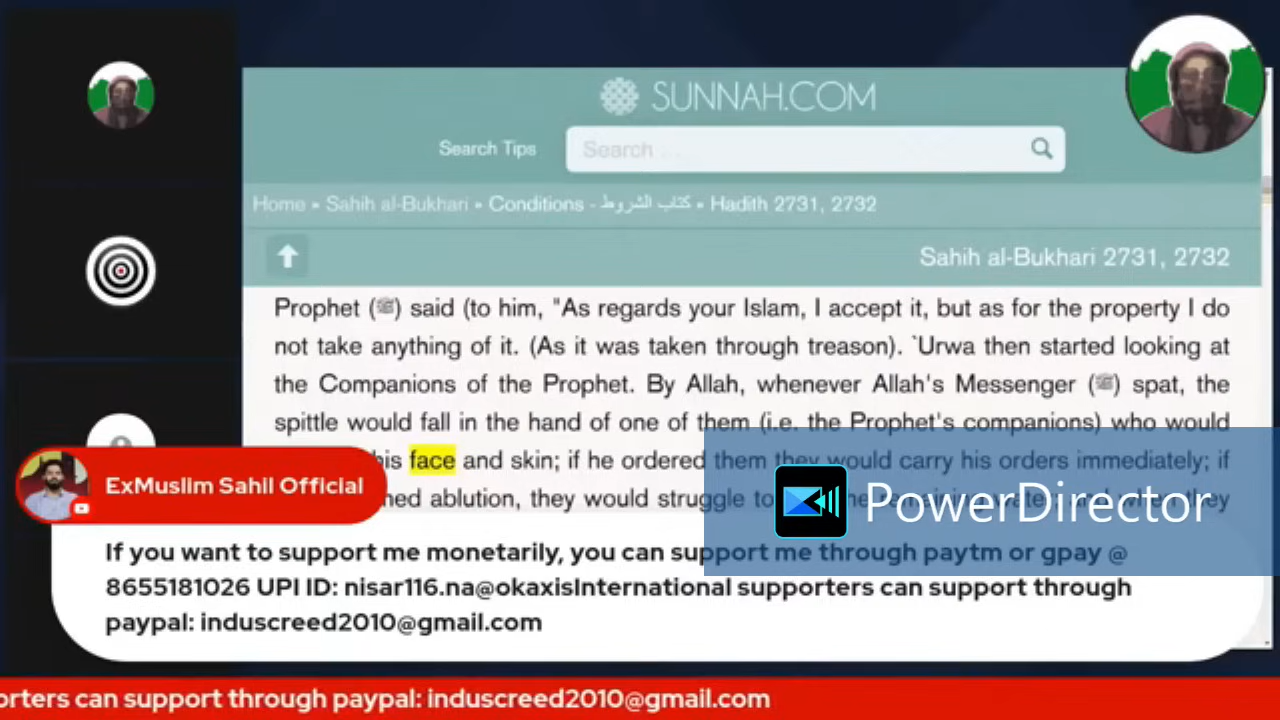 SUNNAH.COM
Search Tips
Search ...
Home • Sahih al-Bukhari • Conditions - كتاب الشروط • Hadith 2731, 2732
Sahih al-Bukhari 2731, 2732
Prophet (ﷺ) said (to him, "As regards your Islam, I accept it, but as for the property I do
not take anything of it. (As it was taken through treason). `Urwa then started looking at
the Companions of the Prophet. By Allah, whenever Allah's Messenger (ﷺ) spat, the
spittle would fall in the hand of one of them (i.e. the Prophet's companions) who would
his face and skin; if he ordered them they would carry his orders immediately; if
ablution, they would struggle to remaining water; and when they
ExMuslim Sahil Official
PowerDirector
If you want to support me monetarily, you can support me through paytm or gpay @
8655181026 UPI ID: nisar116.na@okaxisInternational supporters can support through
paypal: induscreed2010@gmail.com
orters can support through paypal: induscreed2010@gmail.com